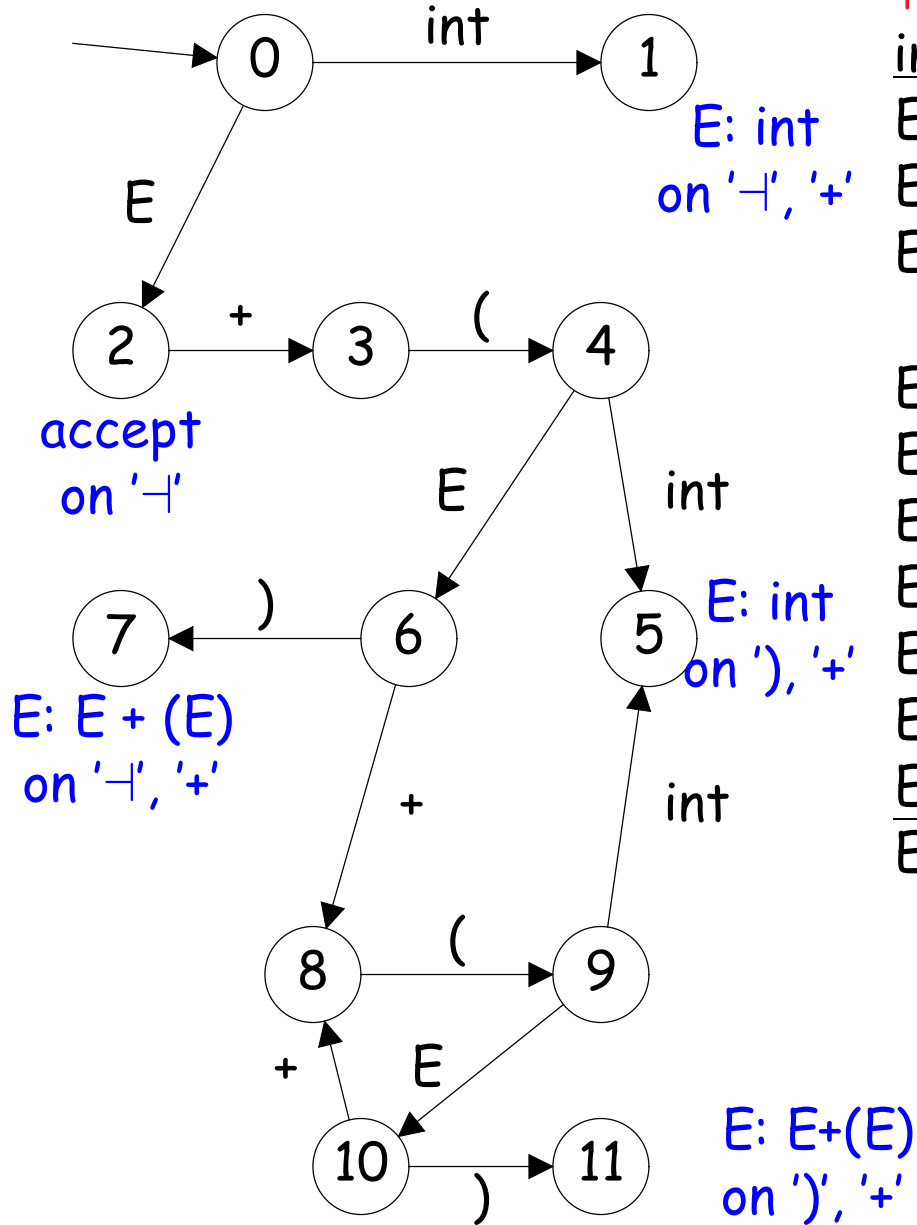 int
0
1
E: int
on '⊣', '+'
E
2
+
3
(
4
accept
on '⊣'
E
int
7
)
6
5
E: int
on '), '+'
E: E + (E)
on '⊣', '+'
+
int
8
(
9
+
E
10
)
11
E: E+(E)
on ')', '+'
E
E
E
E
E
E
E
E
E
E
E
E